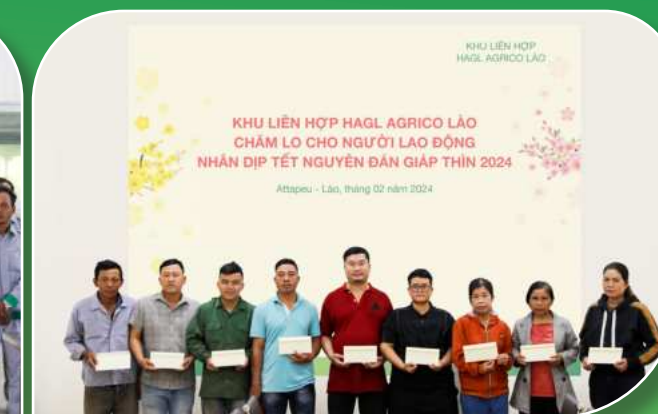 KHU LIÊN HỢP
HAGL AGRICO LÀO
KHU LIÊN HỢP HAGL AGRICO LÀO
CHĂM LO CHO NGƯỜI LAO ĐỘNG
NHÂN DỊP TẾT NGUYÊN ĐÁN GIÁP THÌN 2024
Attapeu - Lào, tháng 02 năm 2024